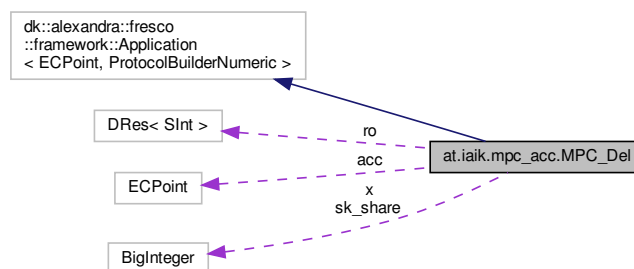 dk::alexandra::fresco
::framework::Application
< ECPoint, ProtocolBuilderNumeric >
DRes< SInt >
ro
at.iaik.mpc_acc.MPC_Del
acc
ECPoint
x
sk_share
BigInteger